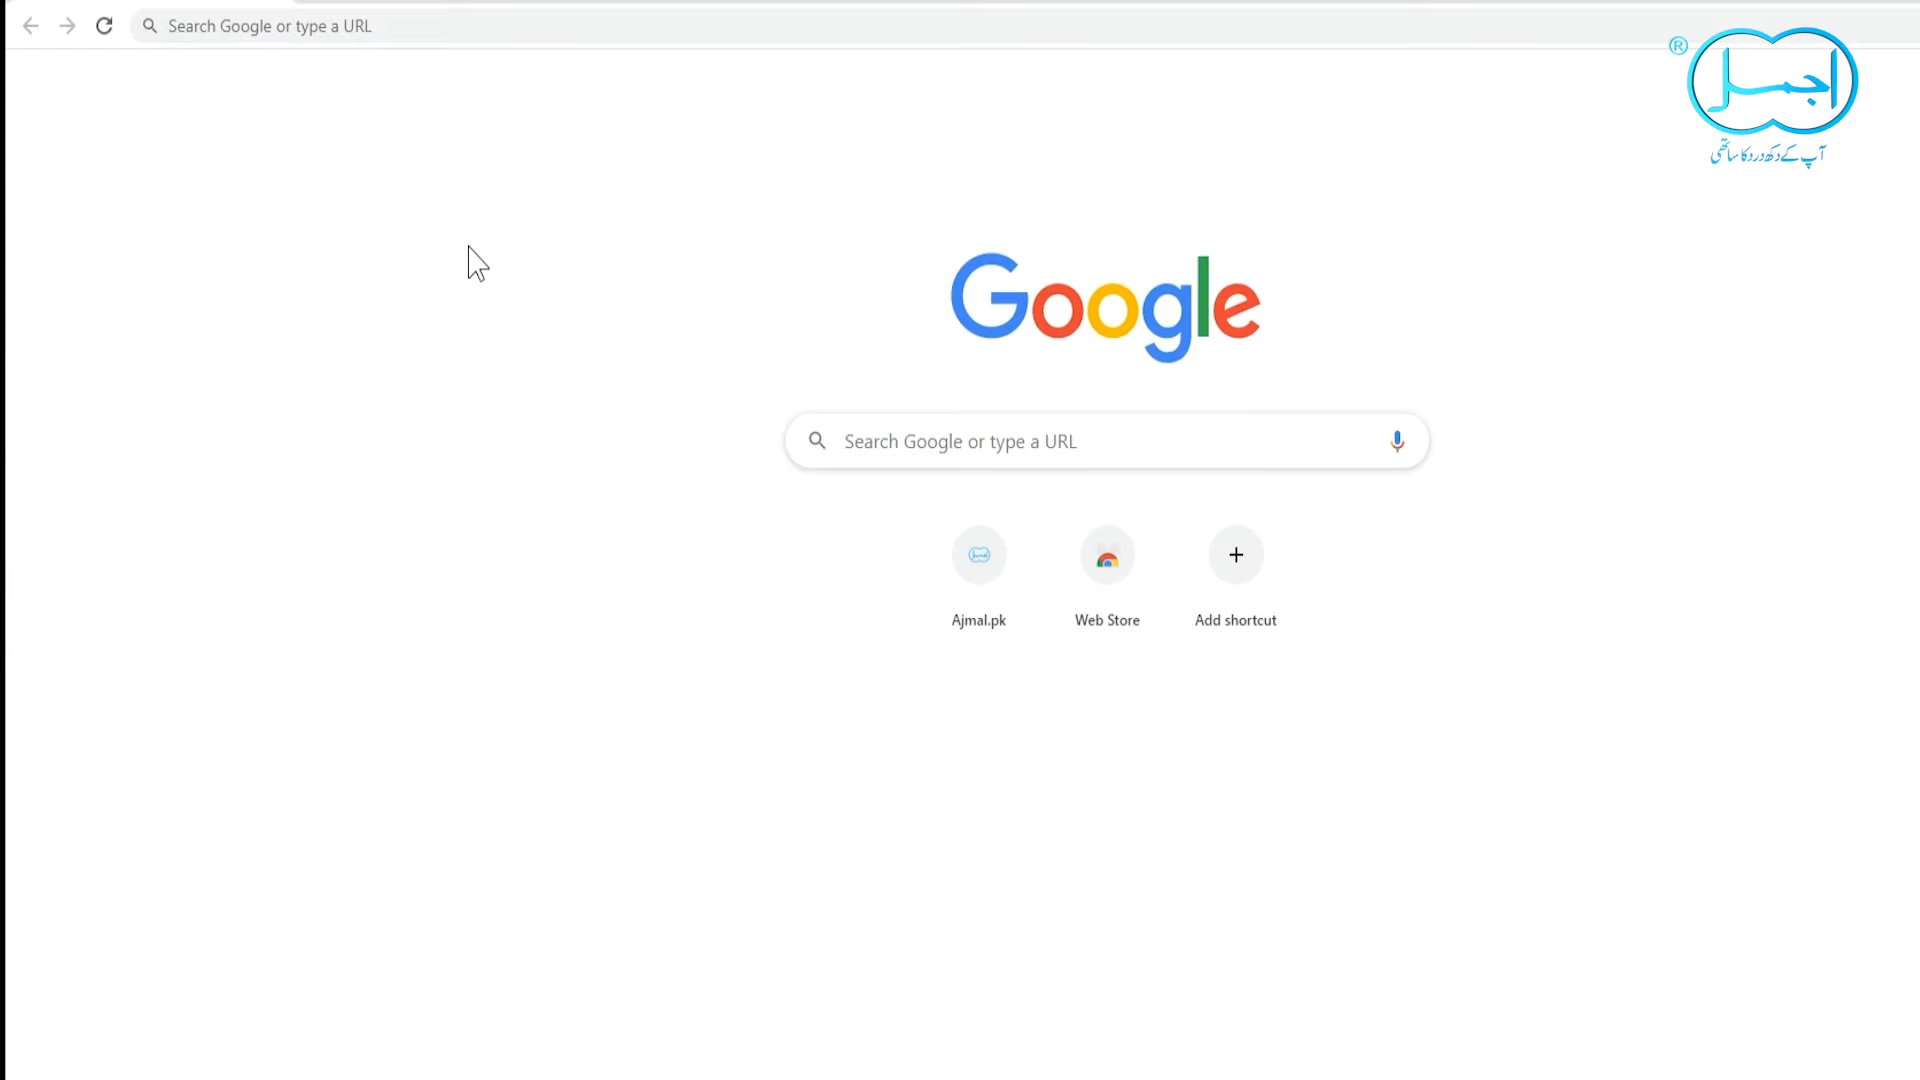 Search Google or type a URL
®
اجمل
آپ کے دکھ درد کا ساتھی
Google
Search Google or type a URL
Ajmal.pk
Web Store
Add shortcut